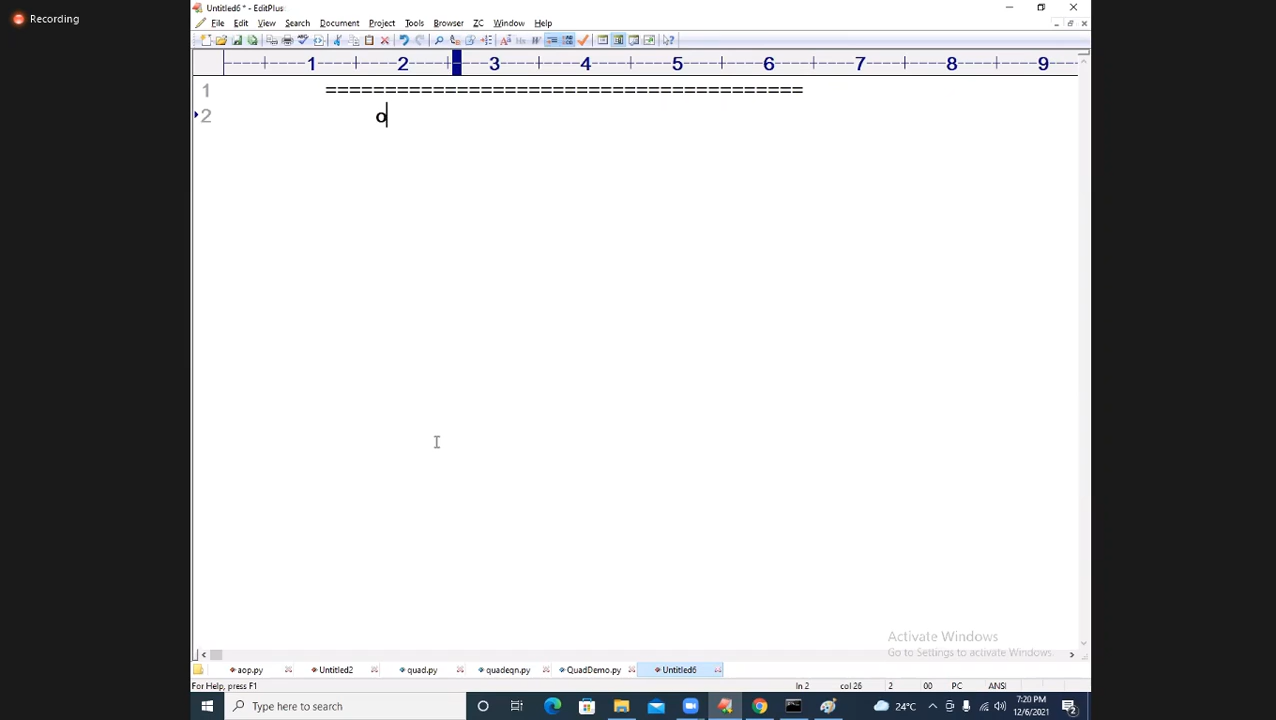 Recording
Untitled6 * - EditPlus
File Edit View Search Document Project Tools Browser ZC Window Help
----+----1----+----2----+----3----+----4----+----5----+----6----+----7----+----8----+----9----
1 ========================================
2 o
Activate Windows
Go to Settings to activate Windows.
aop.py Untitled2 quad.py quadeqn.py QuadDemo.py Untitled6
For Help, press F1 ln 2 col 26 2 00 PC ANSI
Type here to search 24°C 7:20 PM
12/6/2021 2